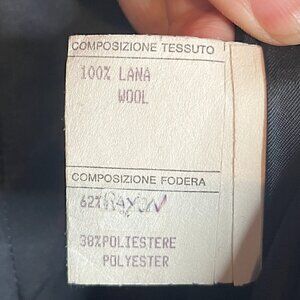 COMPOSIZIONE TESSUTO
100% LANA
WOOL
COMPOSIZIONE FODERA
62%RAYON
38%POLIESTERE
POLYESTER